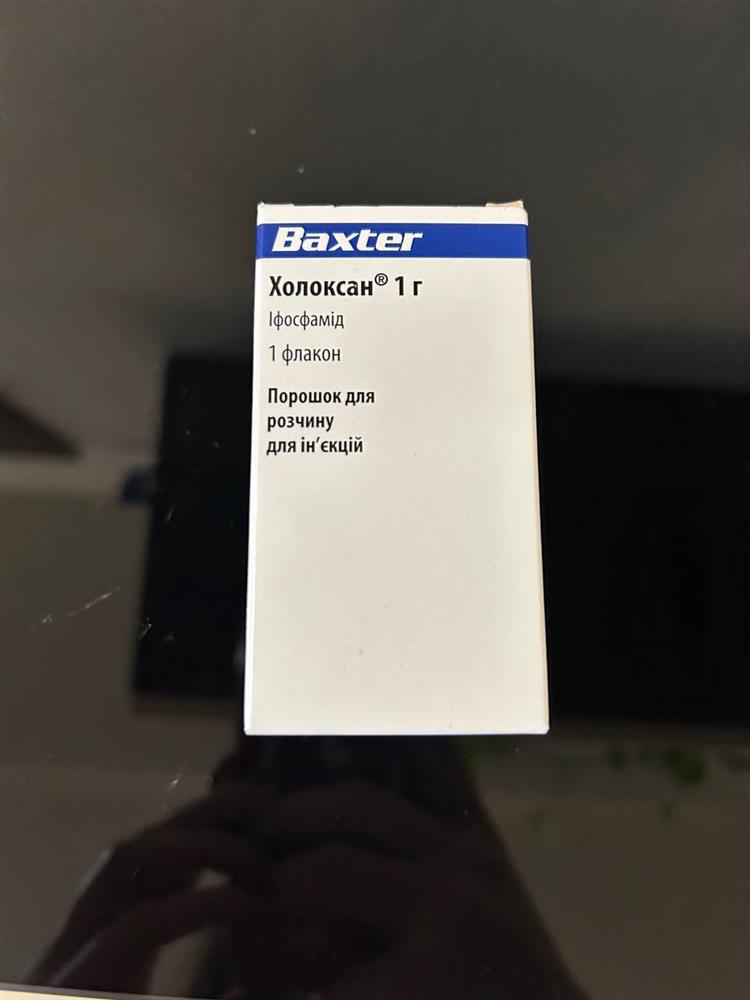 Baxter
Холоксан® 1 г
Іфосфамід
1 флакон
Порошок для
розчину
для ін’єкцій